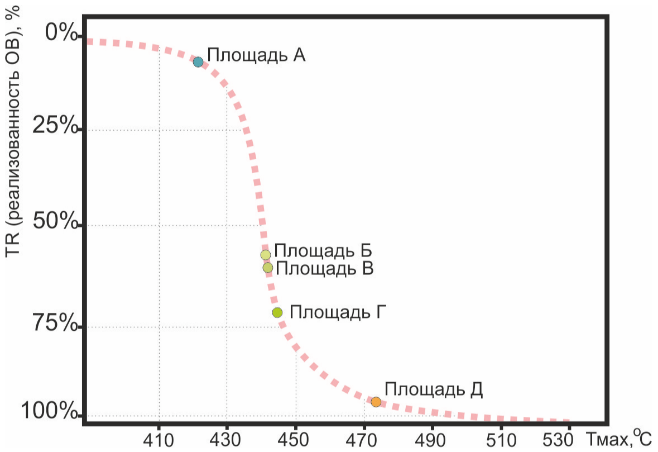 TR (реализованность ОВ), %
0%
25%
50%
75%
100%
Площадь А
Площадь Б
Площадь В
Площадь Г
Площадь Д
410 430 450 470 490 510 530 Тмах,°С